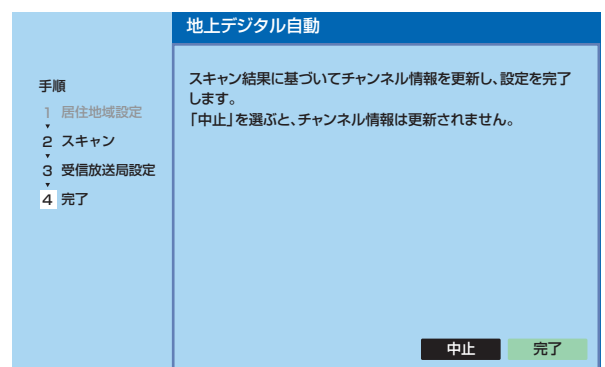 地上デジタル自動
手順
1 居住地域設定
2 スキャン
3 受信放送局設定
4 完了
スキャン結果に基づいてチャンネル情報を更新し、設定を完了
します。
「中止」を選ぶと、チャンネル情報は更新されません。
中止 完了